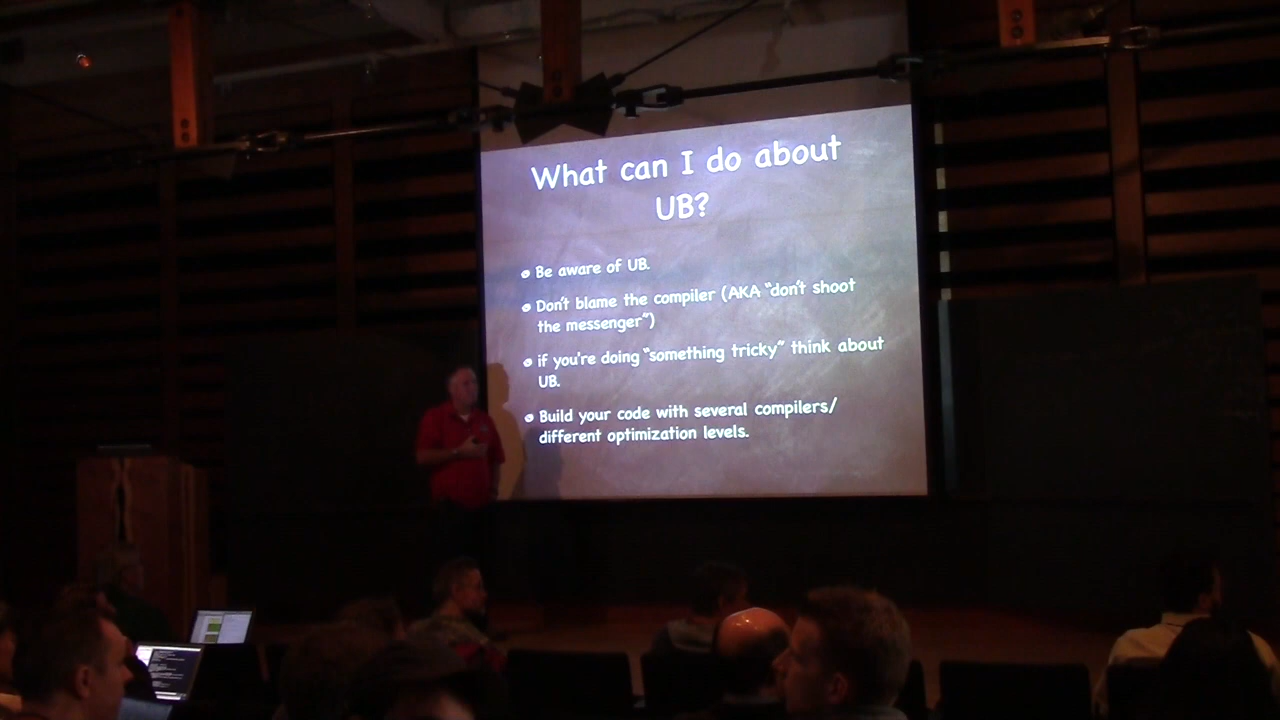 What can I do about
UB?
Be aware of UB.
Don't blame the compiler (AKA "don't shoot
the messenger")
if you're doing "something tricky" think about
UB.
Build your code with several compilers/
different optimization levels.